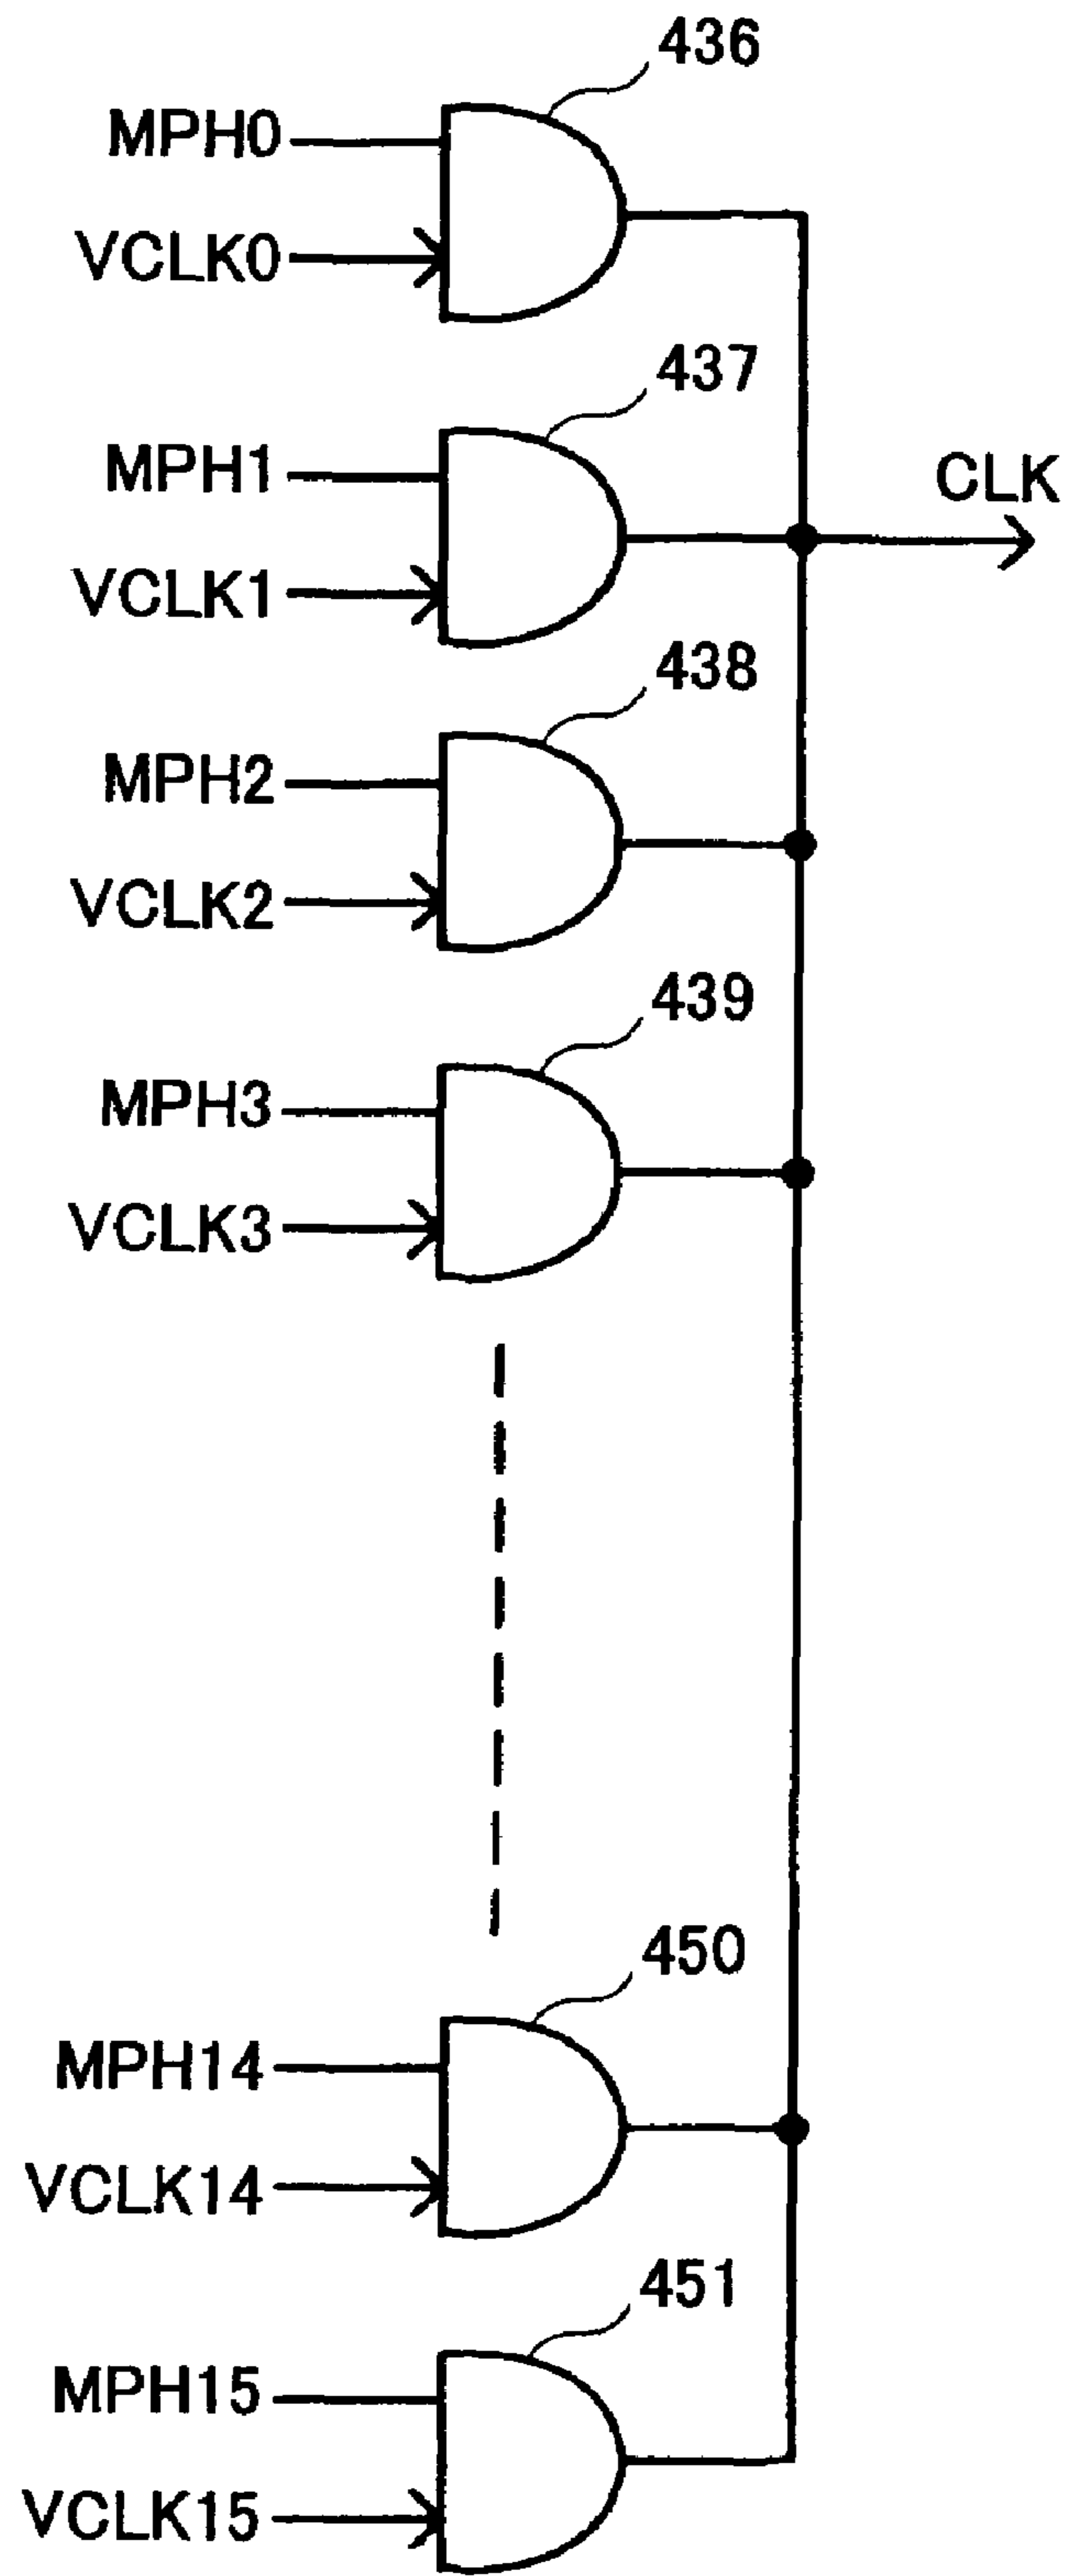 436
MPH0
VCLK0
437
MPH1
CLK
VCLK1
438
MPH2
VCLK2
439
MPH3
VCLK3
450
MPH14
VCLK14
451
MPH15
VCLK15